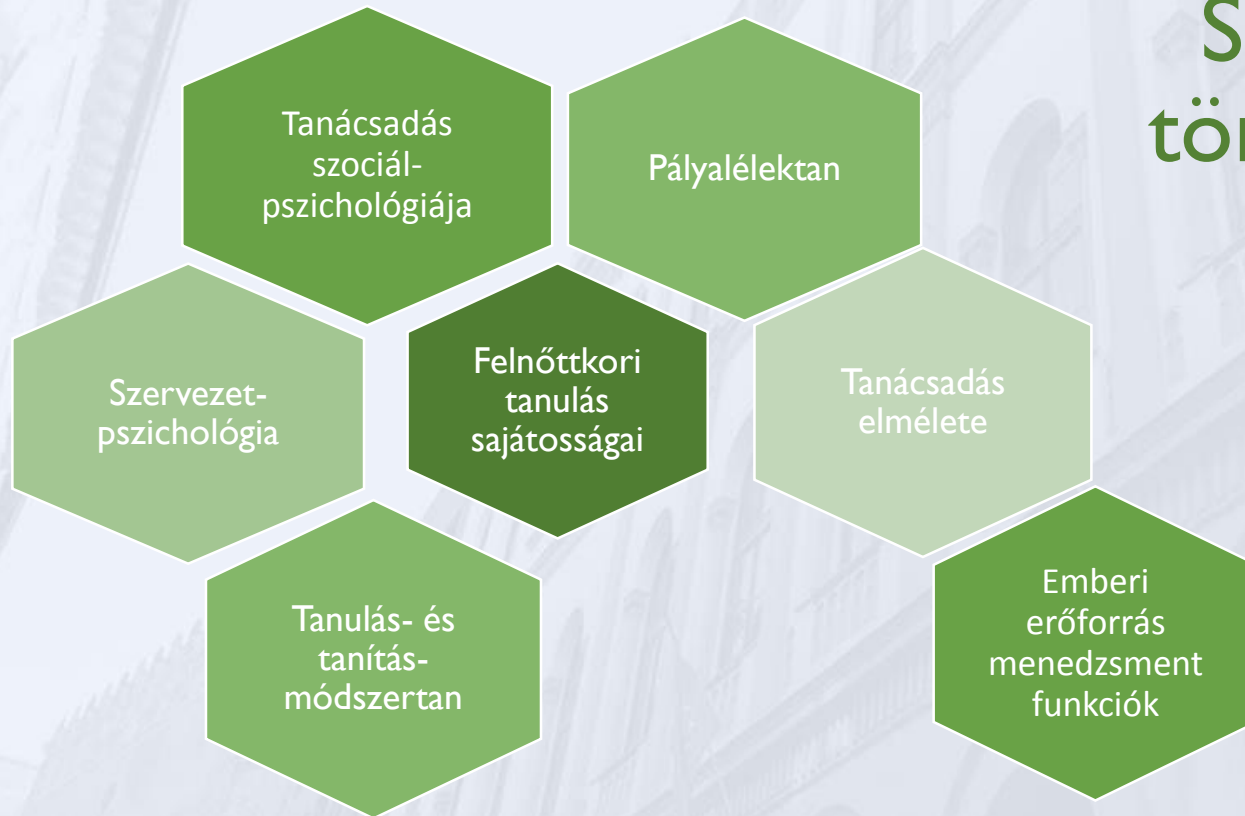 S
tör
Tanácsadás
szociál-
pszichológiája
Pályalélektan
Szervezet-
pszichológia
Felnőttkori
tanulás
sajátosságai
Tanácsadás
elmélete
Tanulás- és
tanítás-
módszertan
Emberi
erőforrás
menedzsment
funkciók